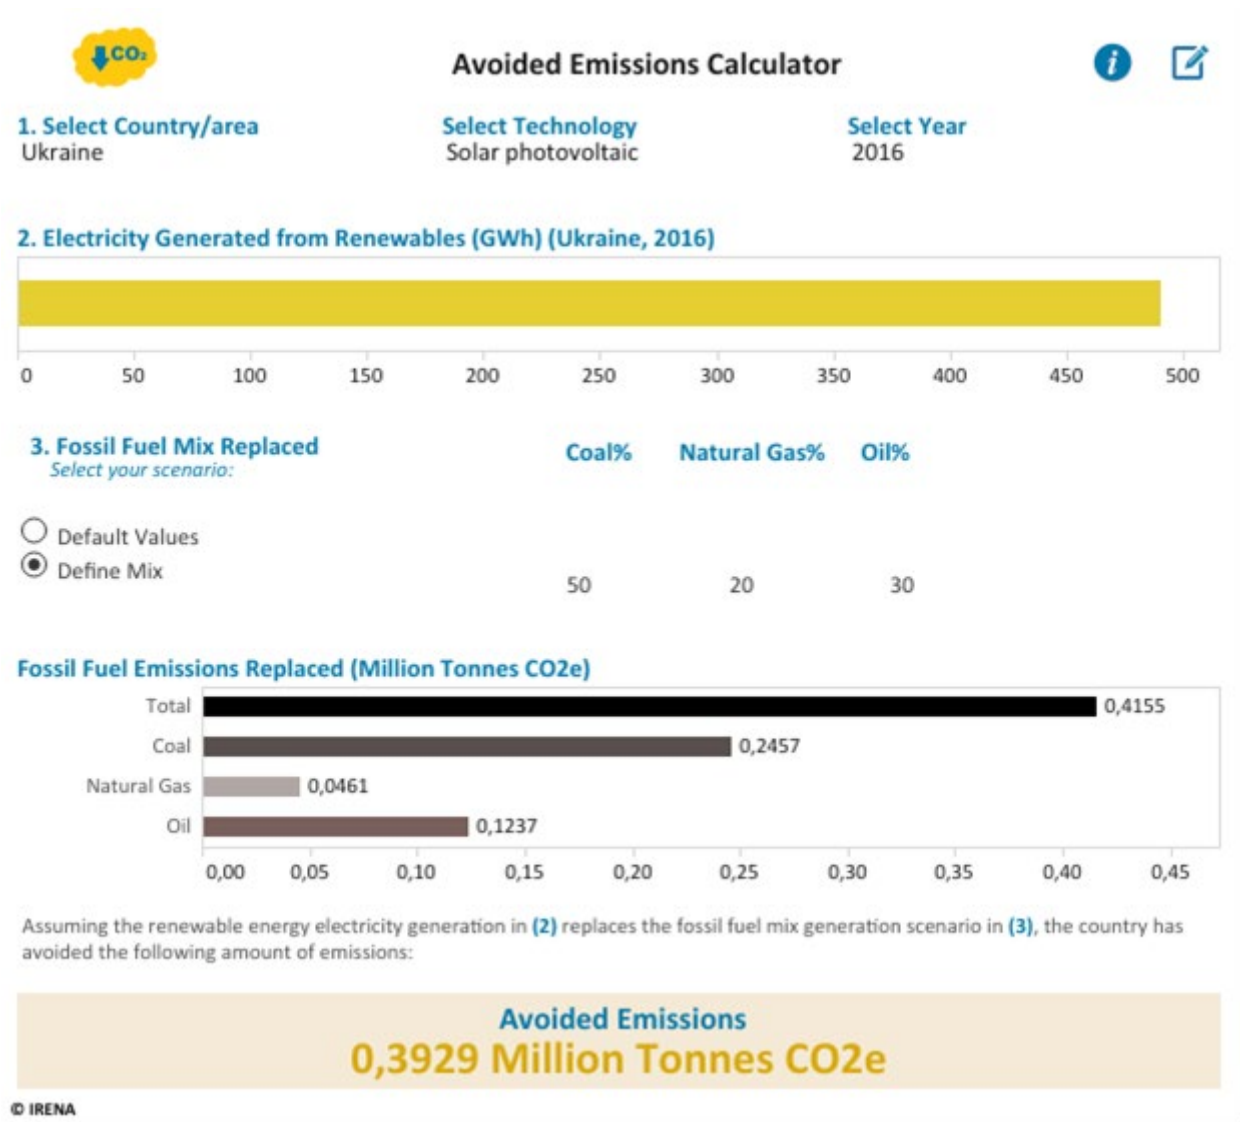 CO₂
Avoided Emissions Calculator
i
1. Select Country/area Select Technology Select Year
Ukraine Solar photovoltaic 2016
2. Electricity Generated from Renewables (GWh) (Ukraine, 2016)
0 50 100 150 200 250 300 350 400 450 500
3. Fossil Fuel Mix Replaced Coal% Natural Gas% Oil%
Select your scenario:
Default Values
Define Mix
50 20 30
Fossil Fuel Emissions Replaced (Million Tonnes CO2e)
Total 0,4155
Coal 0,2457
Natural Gas 0,0461
Oil 0,1237
0,00 0,05 0,10 0,15 0,20 0,25 0,30 0,35 0,40 0,45
Assuming the renewable energy electricity generation in (2) replaces the fossil fuel mix generation scenario in (3), the country has
avoided the following amount of emissions:
Avoided Emissions
0,3929 Million Tonnes CO2e
© IRENA